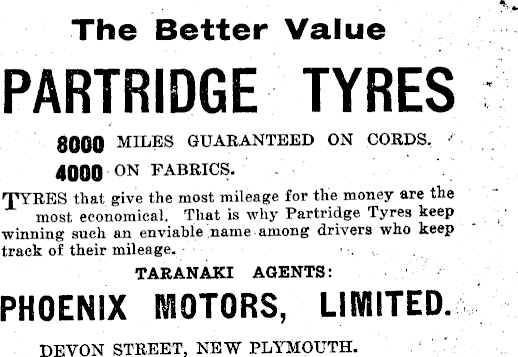 The Better Value
PARTRIDGE TYRES
8000 MILES GUARANTEED ON CORDS.
4000 ON FABRICS.
TYRES that give the most mileage for the money are the
most economical. That is why Partridge Tyres keep
winning such an enviable name among drivers who keep
track of their mileage.
TARANAKI AGENTS:
PHOENIX MOTORS, LIMITED.
DEVON STREET, NEW PLYMOUTH.